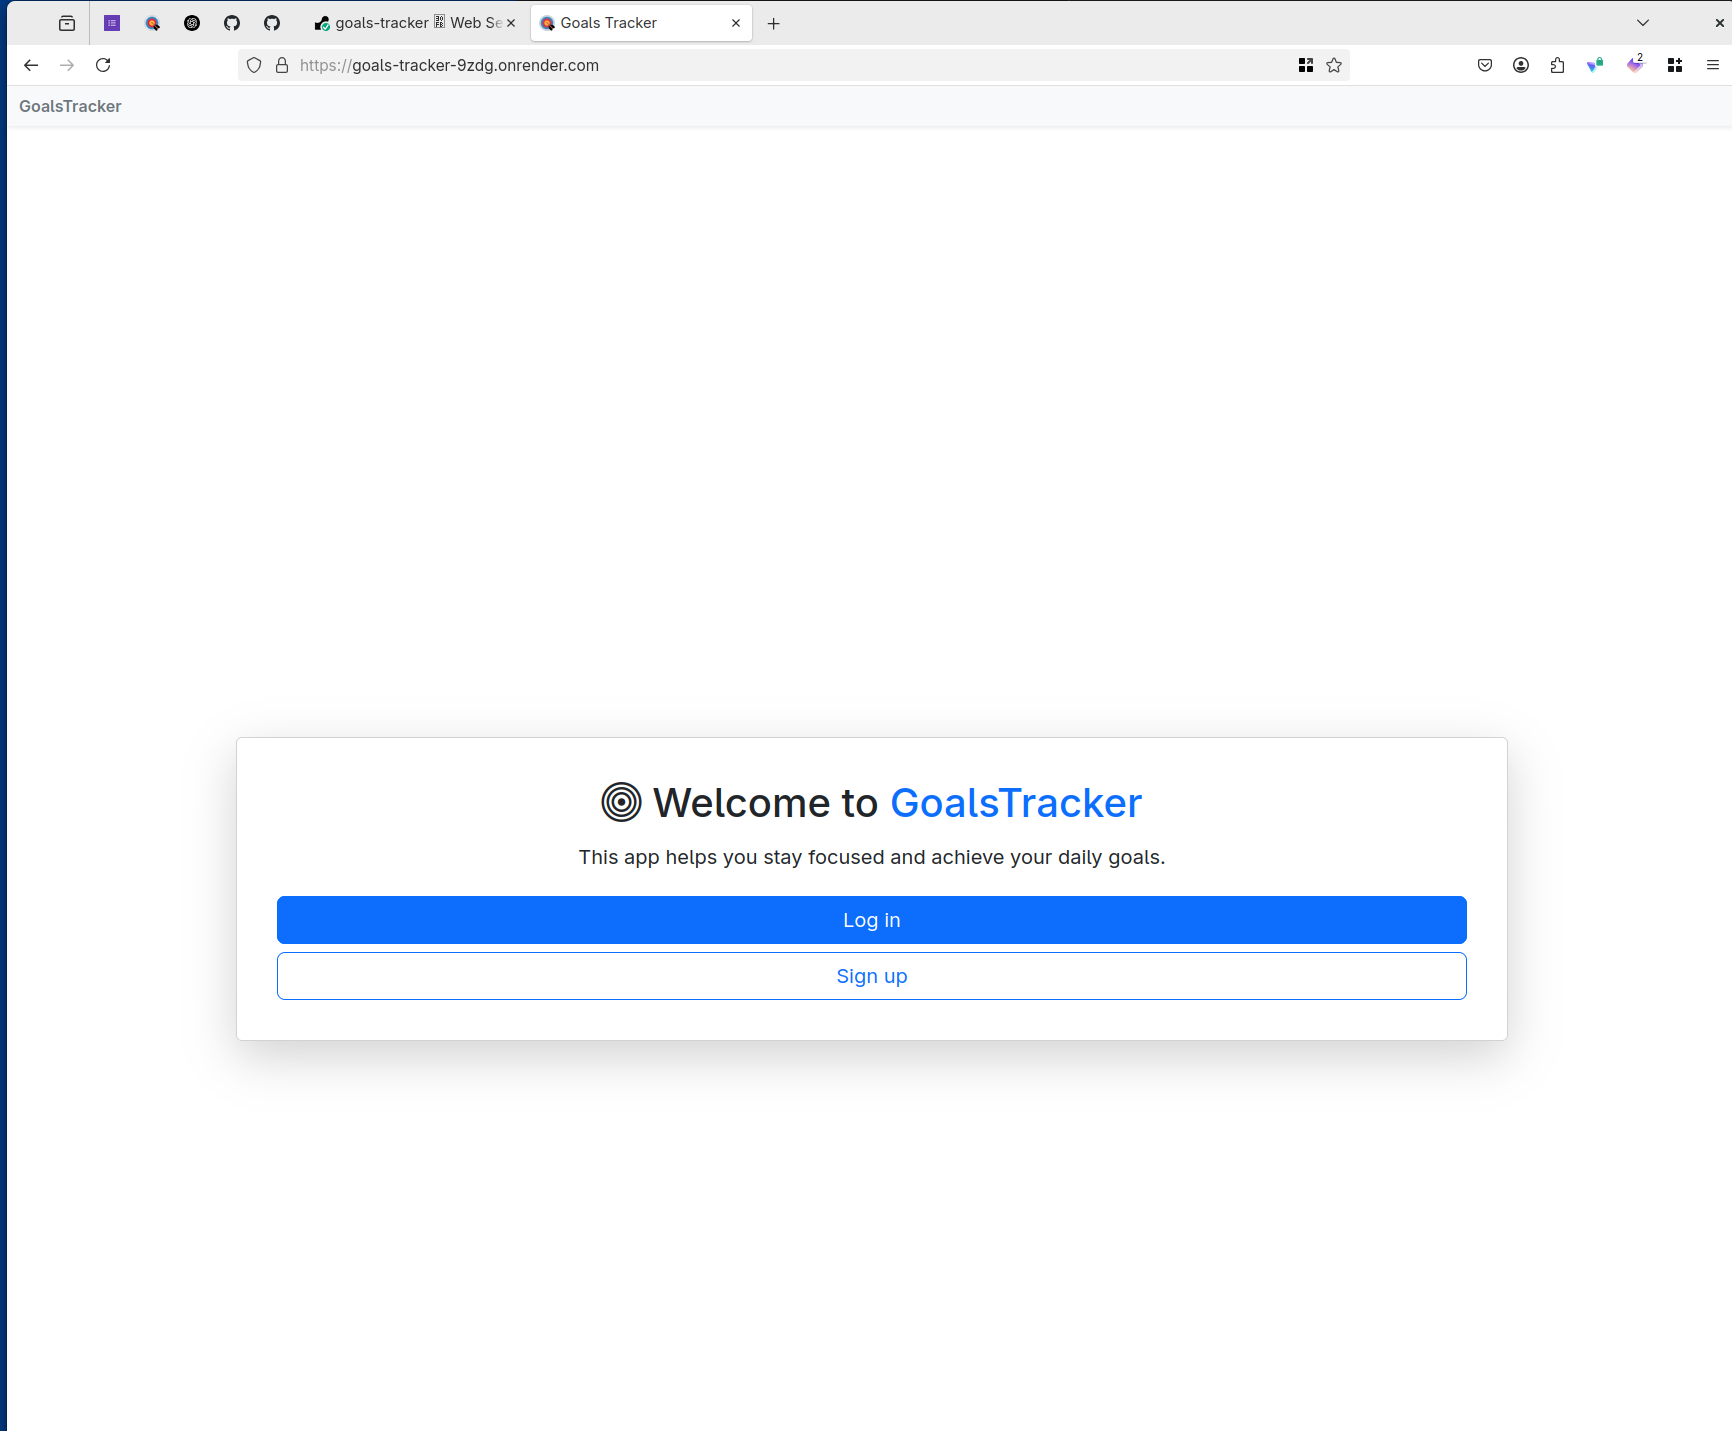 goals-tracker Web Se
Goals Tracker
https://goals-tracker-9zdg.onrender.com
2
GoalsTracker
Welcome to GoalsTracker
This app helps you stay focused and achieve your daily goals.
Log in
Sign up